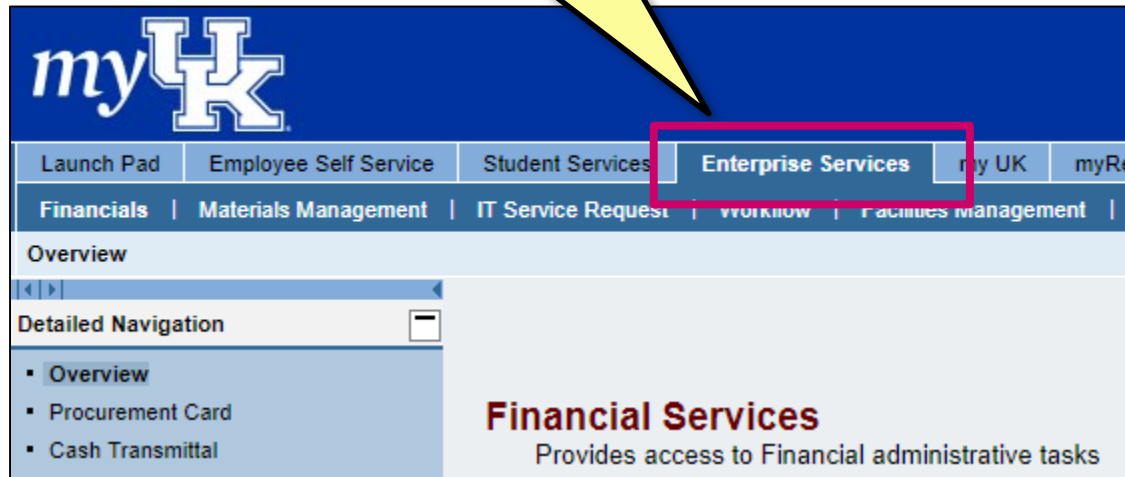 myUK
Launch Pad Employee Self Service Student Services Enterprise Services my UK
Financials | Materials Management | IT Service Request | Workflow | Facilities Management |
Overview
Detailed Navigation
Overview
Procurement Card
Cash Transmittal
Financial Services
Provides access to Financial administrative tasks